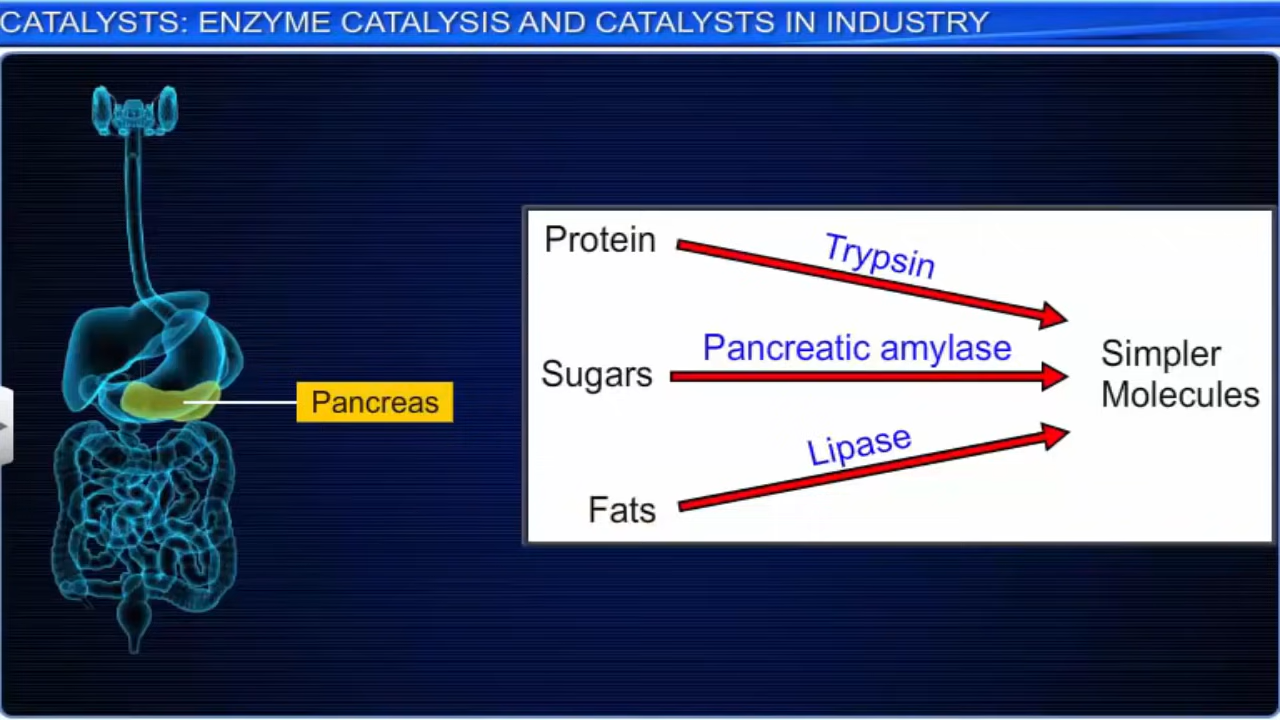 CATALYSTS: ENZYME CATALYSIS AND CATALYSTS IN INDUSTRY
Pancreas
Protein
Trypsin
Sugars
Pancreatic amylase
Fats
Lipase
Simpler
Molecules